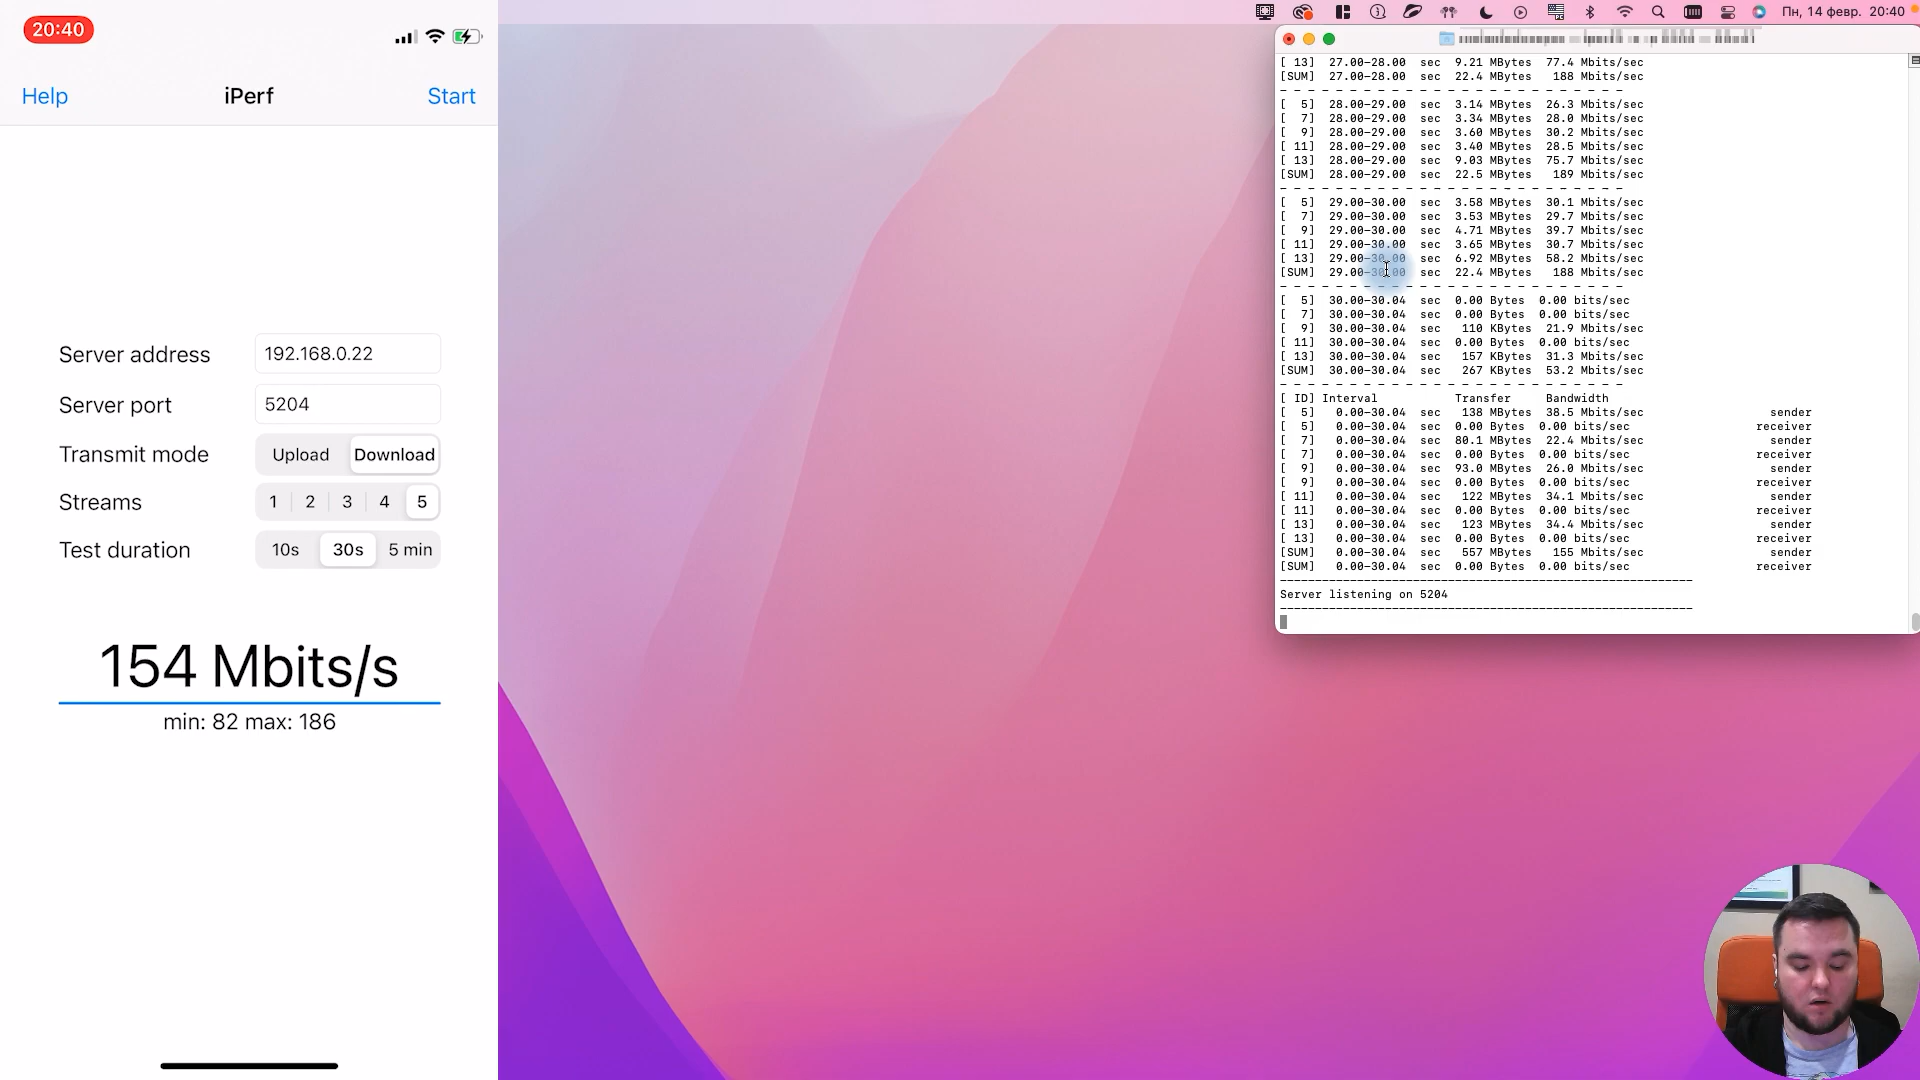 20:40
Help iPerf Start
Server address 192.168.0.22
Server port 5204
Transmit mode Upload Download
Streams 1 2 3 4 5
Test duration 10s 30s 5 min
154 Mbits/s
min: 82 max: 186
Пн, 14 февр. 20:40
[ 13] 27.00-28.00 sec 9.21 MBytes 77.4 Mbits/sec
[SUM] 27.00-28.00 sec 22.4 MBytes 188 Mbits/sec
- - - - - - - - - - - - - - - - - - - - - - - - -
[ 5] 28.00-29.00 sec 3.14 MBytes 26.3 Mbits/sec
[ 7] 28.00-29.00 sec 3.34 MBytes 28.0 Mbits/sec
[ 9] 28.00-29.00 sec 3.60 MBytes 30.2 Mbits/sec
[ 11] 28.00-29.00 sec 3.40 MBytes 28.5 Mbits/sec
[ 13] 28.00-29.00 sec 9.03 MBytes 75.7 Mbits/sec
[SUM] 28.00-29.00 sec 22.5 MBytes 189 Mbits/sec
- - - - - - - - - - - - - - - - - - - - - - - - -
[ 5] 29.00-30.00 sec 3.58 MBytes 30.1 Mbits/sec
[ 7] 29.00-30.00 sec 3.53 MBytes 29.7 Mbits/sec
[ 9] 29.00-30.00 sec 4.71 MBytes 39.7 Mbits/sec
[ 11] 29.00-30.00 sec 3.65 MBytes 30.7 Mbits/sec
[ 13] 29.00-30.00 sec 6.92 MBytes 58.2 Mbits/sec
[SUM] 29.00-30.00 sec 22.4 MBytes 188 Mbits/sec
- - - - - - - - - - - - - - - - - - - - - - - - -
[ 5] 30.00-30.04 sec 0.00 Bytes 0.00 bits/sec
[ 7] 30.00-30.04 sec 0.00 Bytes 0.00 bits/sec
[ 9] 30.00-30.04 sec 110 KBytes 21.9 Mbits/sec
[ 11] 30.00-30.04 sec 0.00 Bytes 0.00 bits/sec
[ 13] 30.00-30.04 sec 157 KBytes 31.3 Mbits/sec
[SUM] 30.00-30.04 sec 267 KBytes 53.2 Mbits/sec
- - - - - - - - - - - - - - - - - - - - - - - - -
[ ID] Interval Transfer Bandwidth
[ 5] 0.00-30.04 sec 138 MBytes 38.5 Mbits/sec sender
[ 5] 0.00-30.04 sec 0.00 Bytes 0.00 bits/sec receiver
[ 7] 0.00-30.04 sec 80.1 MBytes 22.4 Mbits/sec sender
[ 7] 0.00-30.04 sec 0.00 Bytes 0.00 bits/sec receiver
[ 9] 0.00-30.04 sec 93.0 MBytes 26.0 Mbits/sec sender
[ 9] 0.00-30.04 sec 0.00 Bytes 0.00 bits/sec receiver
[ 11] 0.00-30.04 sec 122 MBytes 34.1 Mbits/sec sender
[ 11] 0.00-30.04 sec 0.00 Bytes 0.00 bits/sec receiver
[ 13] 0.00-30.04 sec 123 MBytes 34.4 Mbits/sec sender
[ 13] 0.00-30.04 sec 0.00 Bytes 0.00 bits/sec receiver
[SUM] 0.00-30.04 sec 557 MBytes 155 Mbits/sec sender
[SUM] 0.00-30.04 sec 0.00 Bytes 0.00 bits/sec receiver
-----------------------------------------------------------
Server listening on 5204
-----------------------------------------------------------